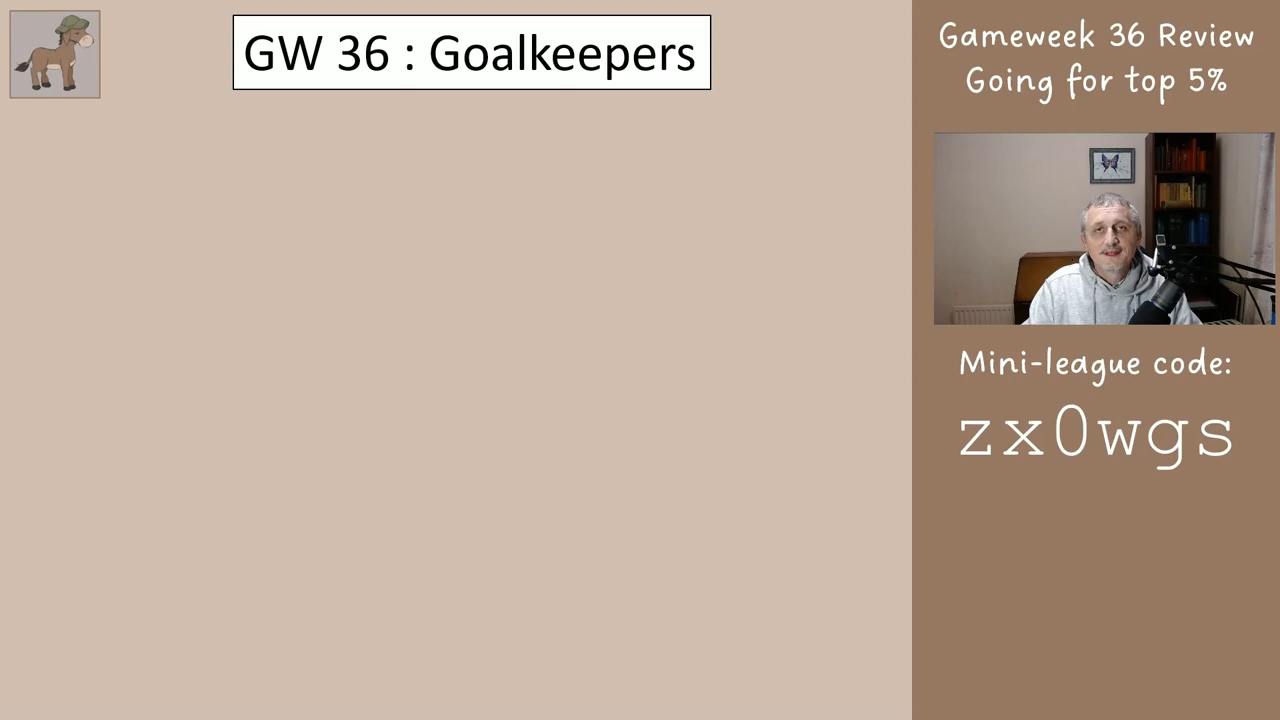 GW 36 : Goalkeepers
Gameweek 36 Review
Going for top 5%
Mini-league code:
zx0wgs